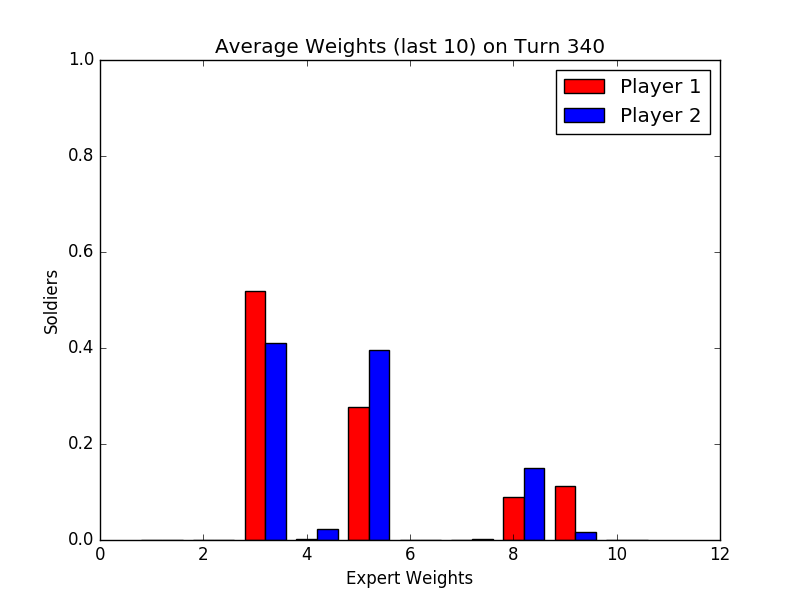 Average Weights (last 10) on Turn 340
Player 1
Player 2
1.0
0.8
0.6
0.4
0.2
0.0
Soldiers
0 2 4 6 8 10 12
Expert Weights